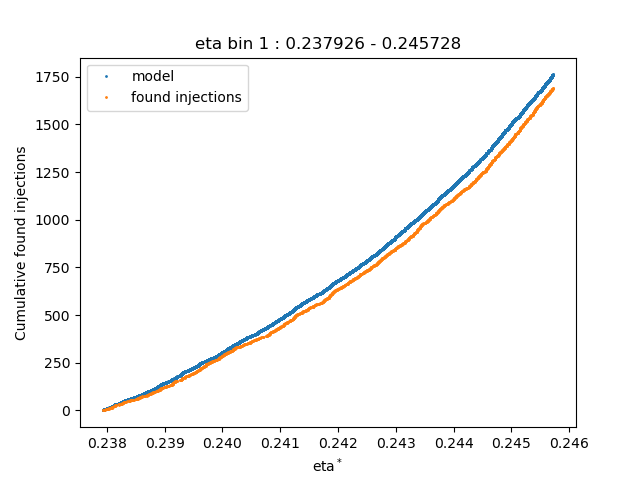 eta bin 1 : 0.237926 - 0.245728
model
found injections
Cumulative found injections
1750
1500
1250
1000
750
500
250
0
0.238 0.239 0.240 0.241 0.242 0.243 0.244 0.245 0.246
eta*